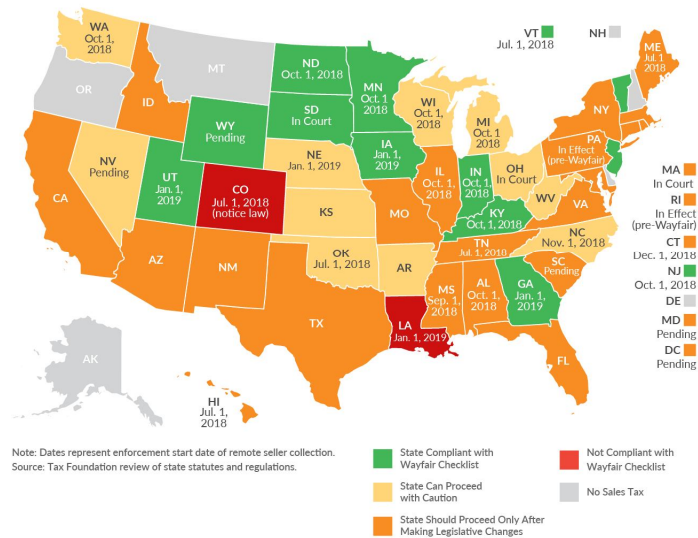 WA
Oct. 1,
2018
OR
CA
NV
Pending
ID
MT
WY
Pending
UT
Jan. 1,
2019
CO
Jul. 1, 2018
(notice law)
AZ
NM
ND
Oct. 1, 2018
SD
In Court
NE
Jan. 1, 2019
KS
OK
Jul. 1, 2018
TX
MN
Oct. 1
2018
IA
Jan. 1,
2019
MO
AR
LA
Jan. 1, 2019
WI
Oct. 1,
2018
IL
Oct. 1,
2018
MI
Oct. 1
2018
IN
Oct. 1,
2018
OH
In Court
KY
Oct. 1, 2018
TN
Jul. 1, 2018
MS
Sep. 1,
2018
AL
Oct. 1,
2018
GA
Jan. 1,
2019
FL
SC
Pending
NC
Nov. 1, 2018
WV
VA
PA
In Effect
(pre-Wayfair)
NY
ME
Jul. 1
2018
VT
Jul. 1, 2018
NH
MA
In Court
RI
In Effect
(pre-Wayfair)
CT
Dec. 1, 2018
NJ
Oct. 1, 2018
DE
MD
Pending
DC
Pending
AK
HI
Jul. 1,
2018
Note: Dates represent enforcement start date of remote seller collection.
Source: Tax Foundation review of state statutes and regulations.
State Compliant with
Wayfair Checklist
State Can Proceed
with Caution
State Should Proceed Only After
Making Legislative Changes
Not Compliant with
Wayfair Checklist
No Sales Tax